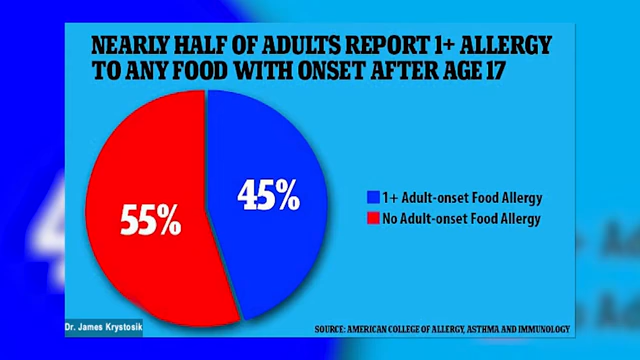 NEARLY HALF OF ADULTS REPORT 1+ ALLERGY
TO ANY FOOD WITH ONSET AFTER AGE 17
45%
55%
1+ Adult-onset Food Allergy
No Adult-onset Food Allergy
Dr. James Krystosik
SOURCE: AMERICAN COLLEGE OF ALLERGY, ASTHMA AND IMMUNOLOGY